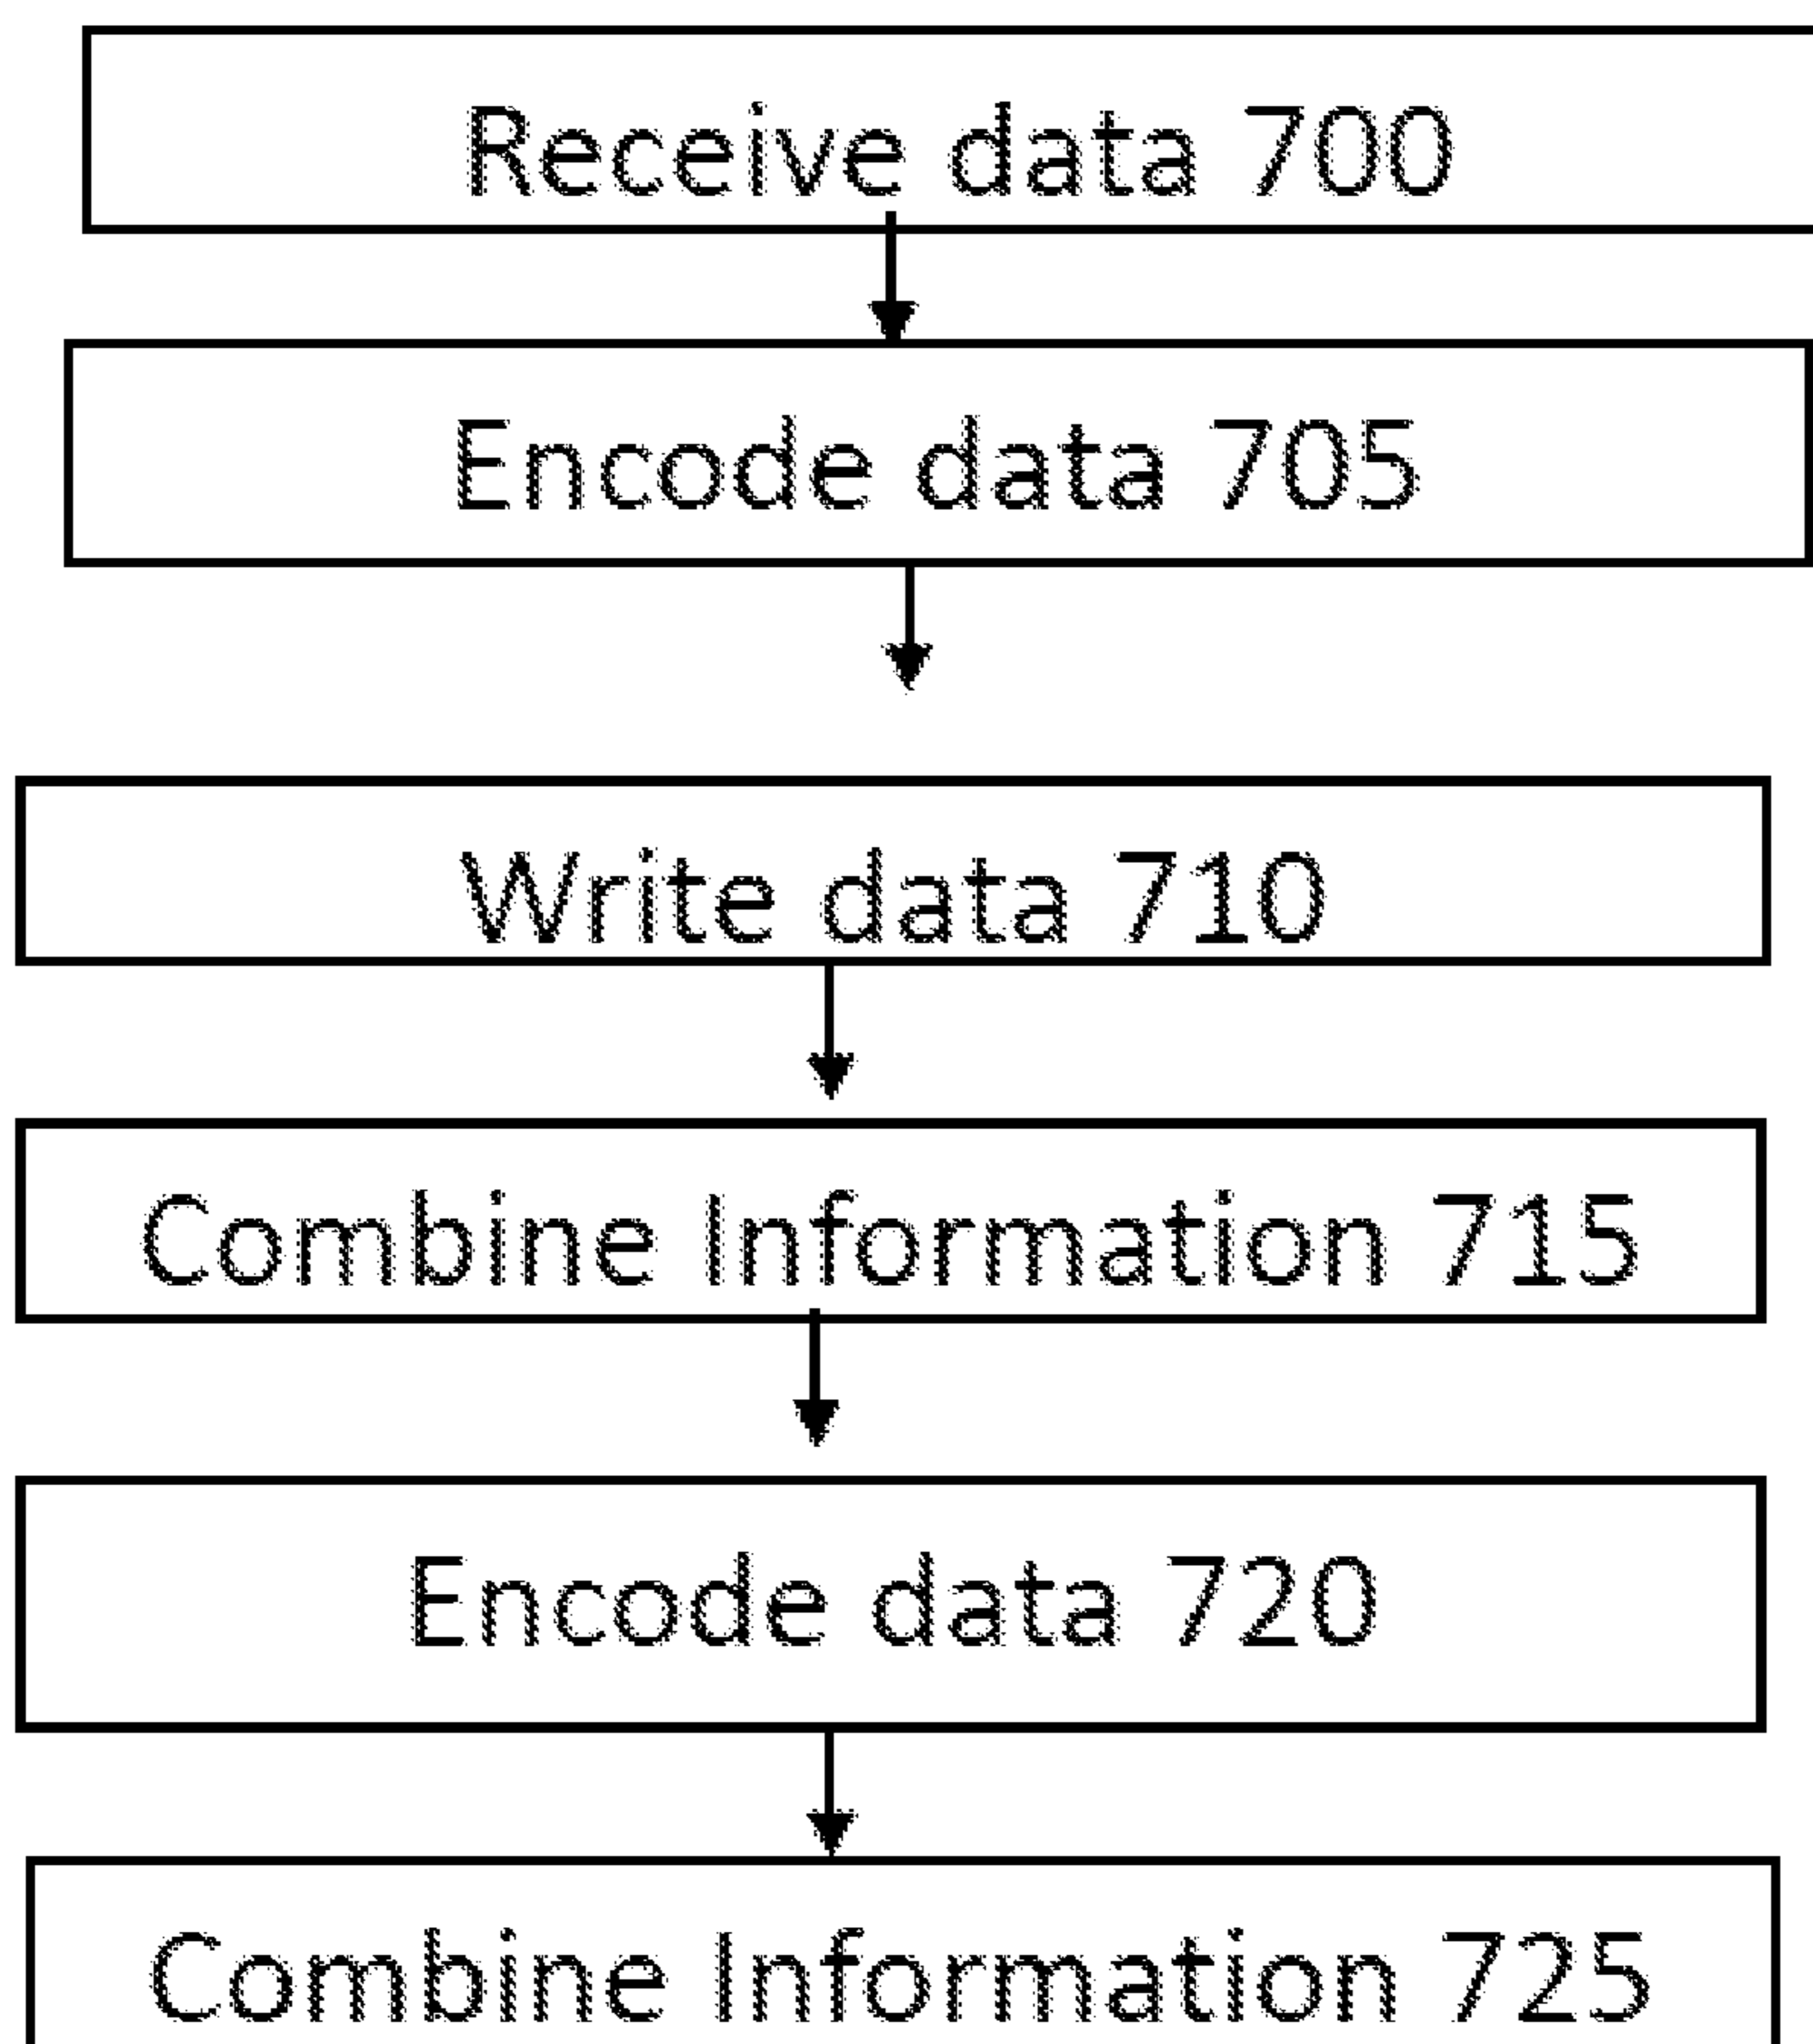 Receive data 700
Encode data 705
Write data 710
Combine Information 715
Encode data 720
Combine Information 725